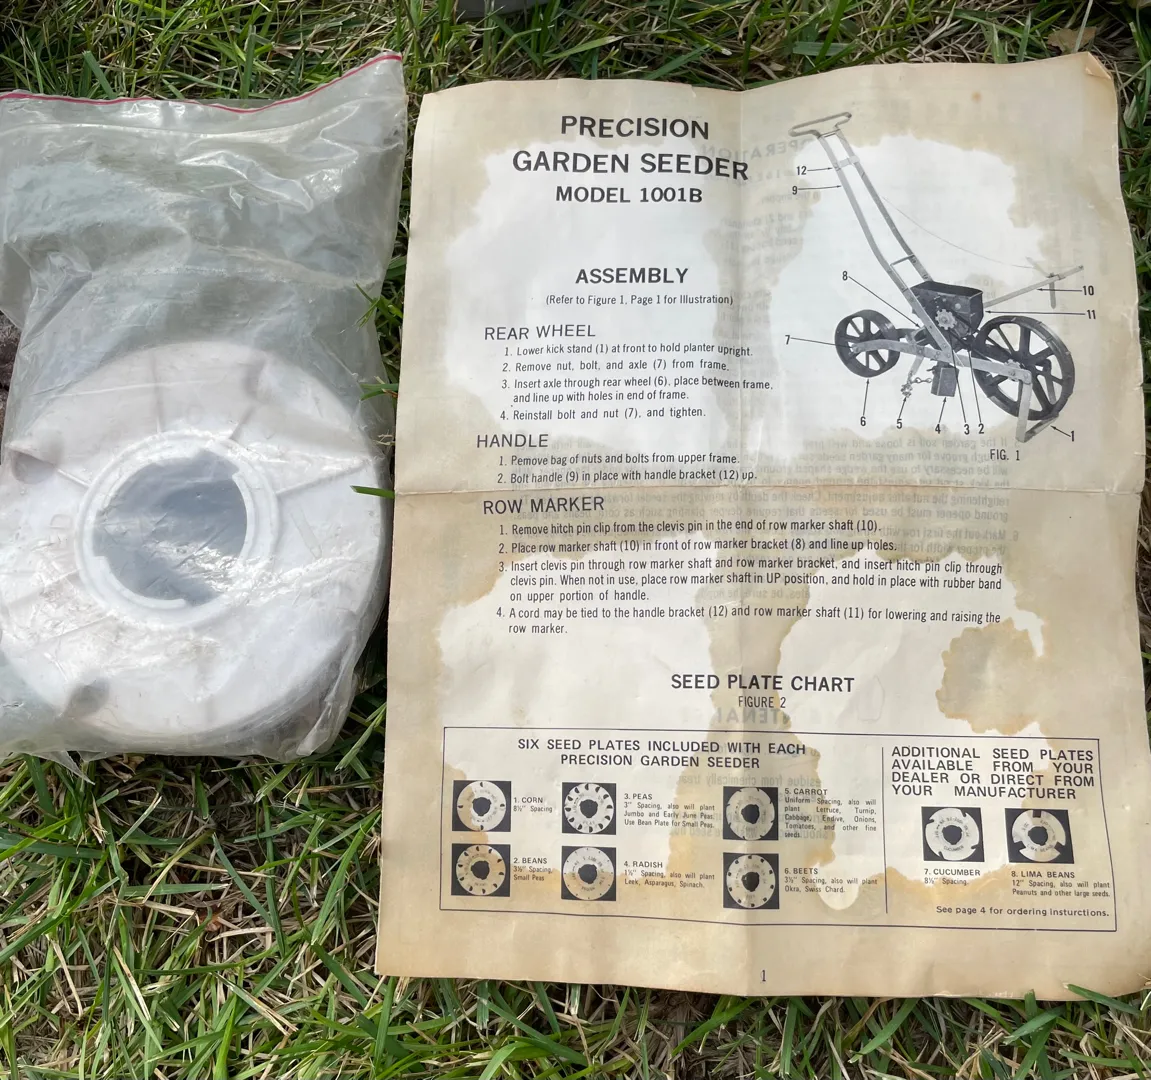 PRECISION
GARDEN SEEDER
MODEL 1001B
12
9
8
10
11
7
6
5
4
3
2
1
FIG. 1
ASSEMBLY
(Refer to Figure 1, Page 1 for Illustration)
REAR WHEEL
1. Lower kick stand (1) at front to hold planter upright.
2. Remove nut, bolt, and axle (7) from frame.
3. Insert axle through rear wheel (6), place between frame,
and line up with holes in end of frame.
4. Reinstall bolt and nut (7), and tighten.
HANDLE
1. Pemove bag of nuts and bolts from upper frame.
2. Bolt handle (9) in place with handle bracket (12) up.
ROW MARKER
1. Remove hitch pin clip from the clevis pin in the end of row marker shaft (10).
2. Place row marker shaft (10) in front of row marker bracket (8) and line up holes.
3. Insert clevis pin through row marker shaft and row marker bracket, and insert hitch pin clip through
clevis pin. When not in use, place row marker shaft in UP position, and hold in place with rubber band
on upper portion of handle.
4. A cord may be tied to the handle bracket (12) and row marker shaft (11) for lowering and raising the
row marker.
SEED PLATE CHART
FIGURE 2
SIX SEED PLATES INCLUDED WITH EACH
PRECISION GARDEN SEEDER
1. CORN
8½" Spacing
2. BEANS
3½" Spacing, also will plant
Small Peas
3. PEAS
3" Spacing, also will plant
Jumbo and Early June Peas.
Use Bean Plate for Small Peas.
4. RADISH
1½" Spacing, also will plant
Leek, Asparagus, Spinach.
5. CARROT
Uniform Spacing, also will
plant Lettuce, Turnip,
Cabbage, Endive, Onions,
Tomatoes, and other fine
seeds.
6. BEETS
3½" Spacing, also will plant
Okra, Swiss Chard.
ADDITIONAL SEED PLATES
AVAILABLE FROM YOUR
DEALER OR DIRECT FROM
YOUR MANUFACTURER
7. CUCUMBER
8½" Spacing.
8. LIMA BEANS
12" Spacing, also will plant
Peanuts and other large seeds.
See page 4 for ordering insturctions.
1